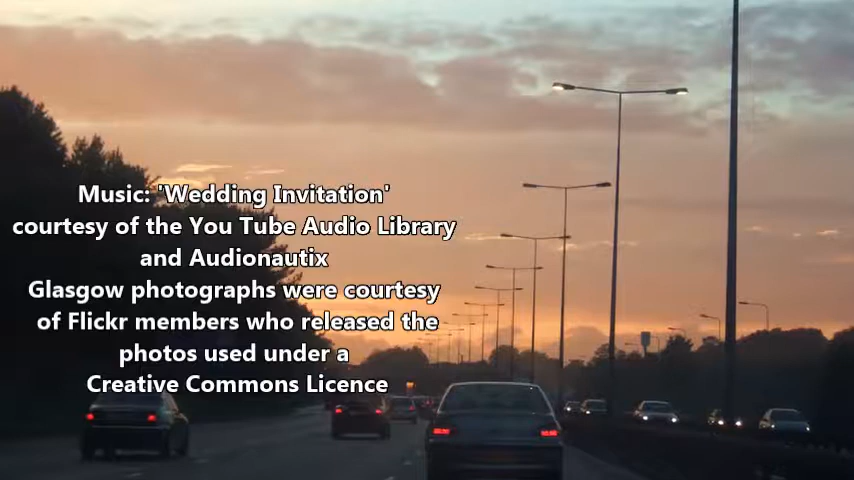 Music: 'Wedding Invitation'
courtesy of the You Tube Audio Library
and Audionautix
Glasgow photographs were courtesy
of Flickr members who released the
photos used under a
Creative Commons Licence